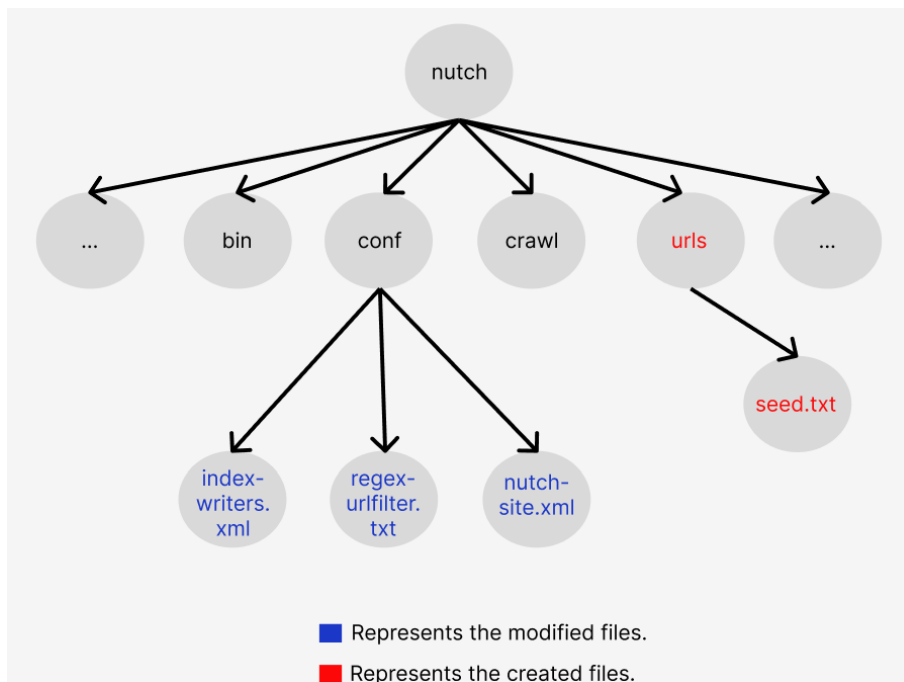 nutch
...
bin
conf
crawl
urls
...
seed.txt
index-
writers.
xml
regex-
urlfilter.
txt
nutch-
site.xml
Represents the modified files.
Represents the created files.